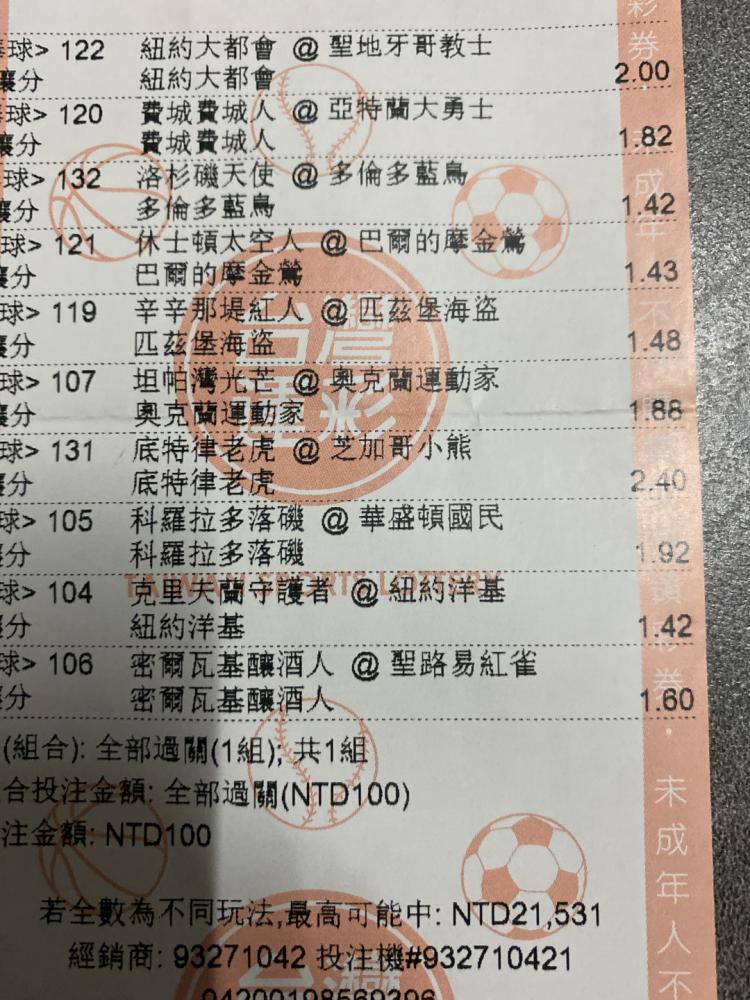 球> 122 紐約大都會 @ 聖地牙哥教士
讓分 紐約大都會 2.00
球> 120 費城費城人 @ 亞特蘭大勇士
讓分 費城費城人 1.82
球> 132 洛杉磯天使 @ 多倫多藍鳥
讓分 多倫多藍鳥 1.42
球> 121 休士頓太空人 @ 巴爾的摩金鶯
讓分 巴爾的摩金鶯 1.43
球> 119 辛辛那堤紅人 @ 匹茲堡海盜
讓分 匹茲堡海盜 1.48
球> 107 坦帕灣光芒 @ 奧克蘭運動家
讓分 奧克蘭運動家 1.88
球> 131 底特律老虎 @ 芝加哥小熊
分 底特律老虎 2.40
球> 105 科羅拉多落磯 @ 華盛頓國民
分 科羅拉多落磯 1.92
球> 104 克里夫蘭守護者 @ 紐約洋基
分 紐約洋基 1.42
球> 106 密爾瓦基釀酒人 @ 聖路易紅雀
分 密爾瓦基釀酒人 1.60
(組合): 全部過關(1組); 共1組
合投注金額: 全部過關(NTD100)
注金額: NTD100
若全數為不同玩法,最高可能中: NTD21,531
經銷商: 93271042 投注機#932710421
04200198569396
台灣運彩
TAIWAN SPORTS LOTTERY
彩券
未成年人不